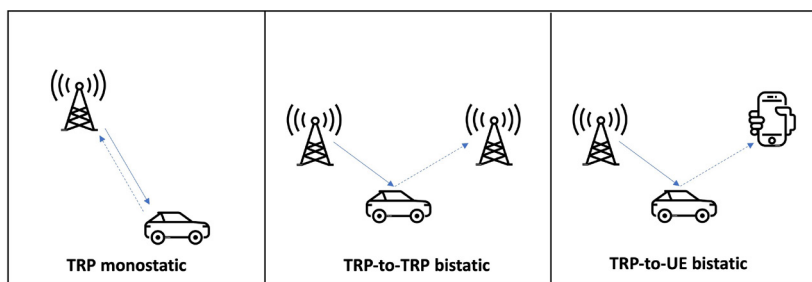 TRP monostatic
TRP-to-TRP bistatic
TRP-to-UE bistatic